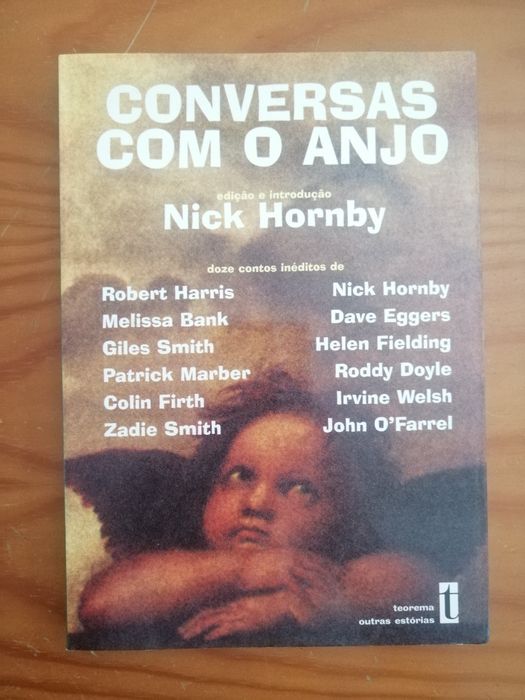 CONVERSAS
COM O ANJO
edição e introdução
Nick Hornby
doze contos inéditos de
Robert Harris
Melissa Bank
Giles Smith
Patrick Marber
Colin Firth
Zadie Smith
Nick Hornby
Dave Eggers
Helen Fielding
Roddy Doyle
Irvine Welsh
John O'Farrel
teorema
outras estórias
t